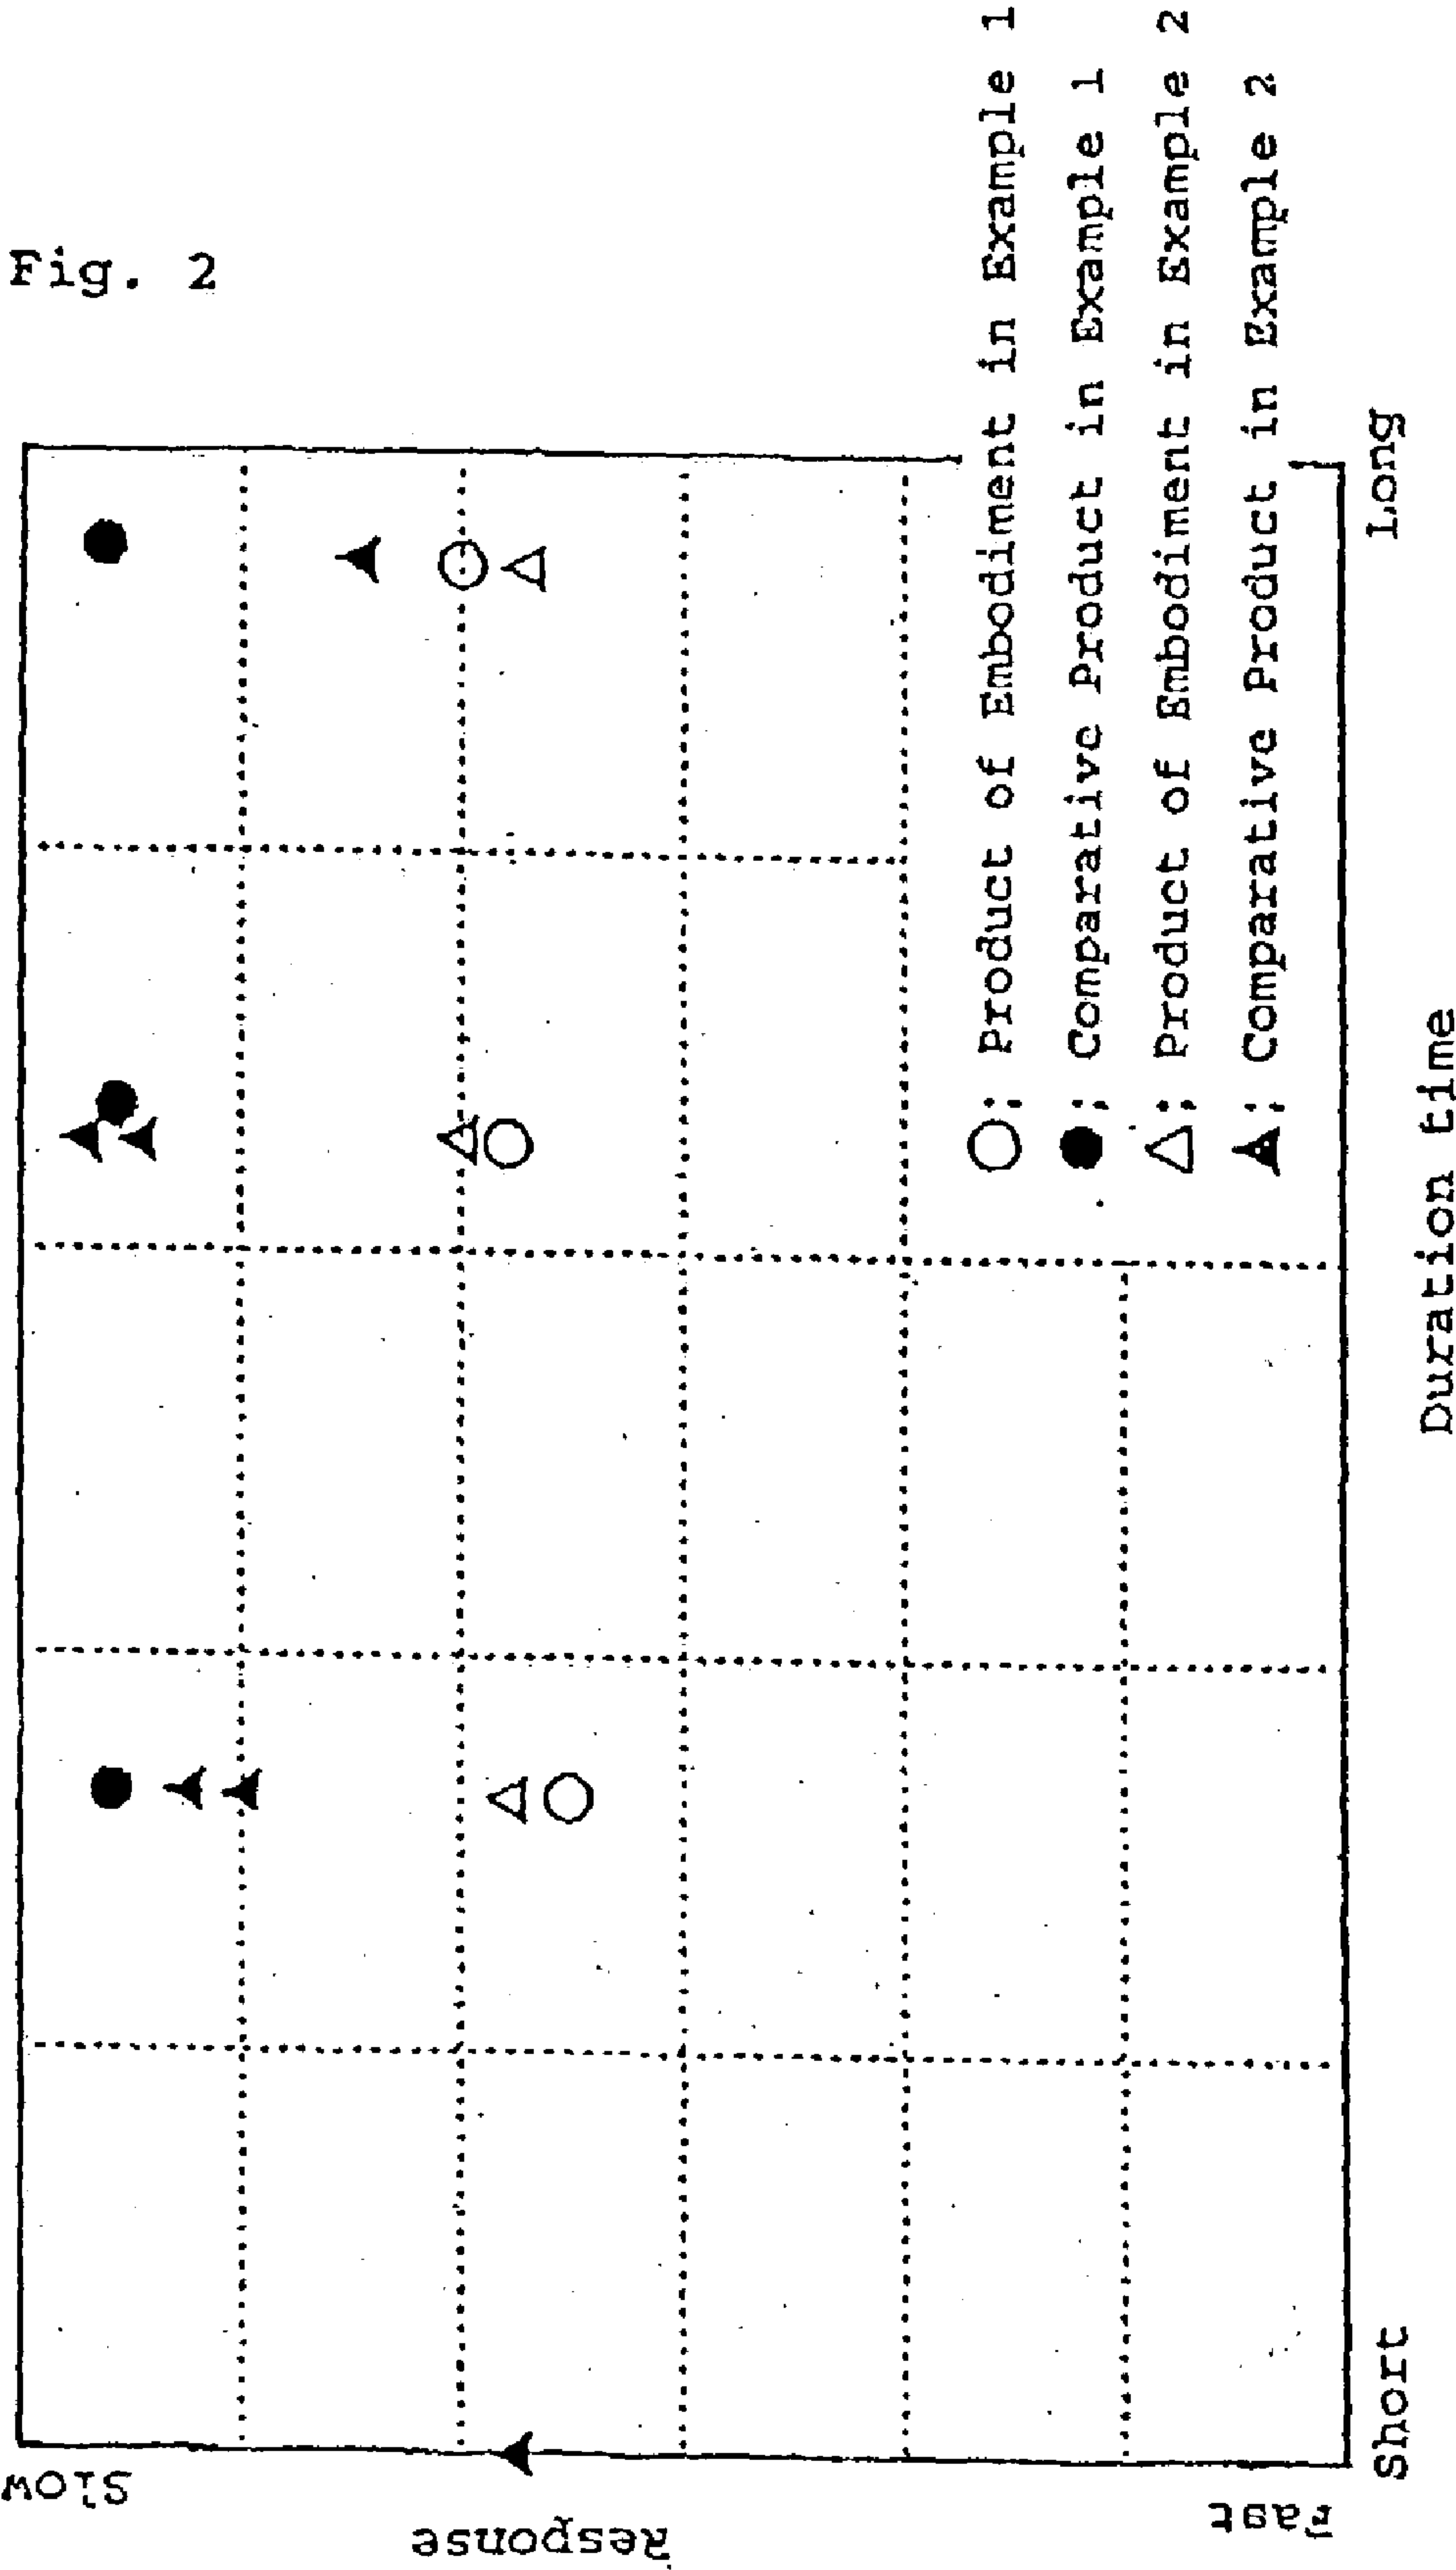 Fig. 2
Slow
Response
Fast
○; Product of Embodiment in Example 1
●; Comparative Product in Example 1
△; Product of Embodiment in Example 2
▲; Comparative Product in Example 2
Short
Long
Duration time